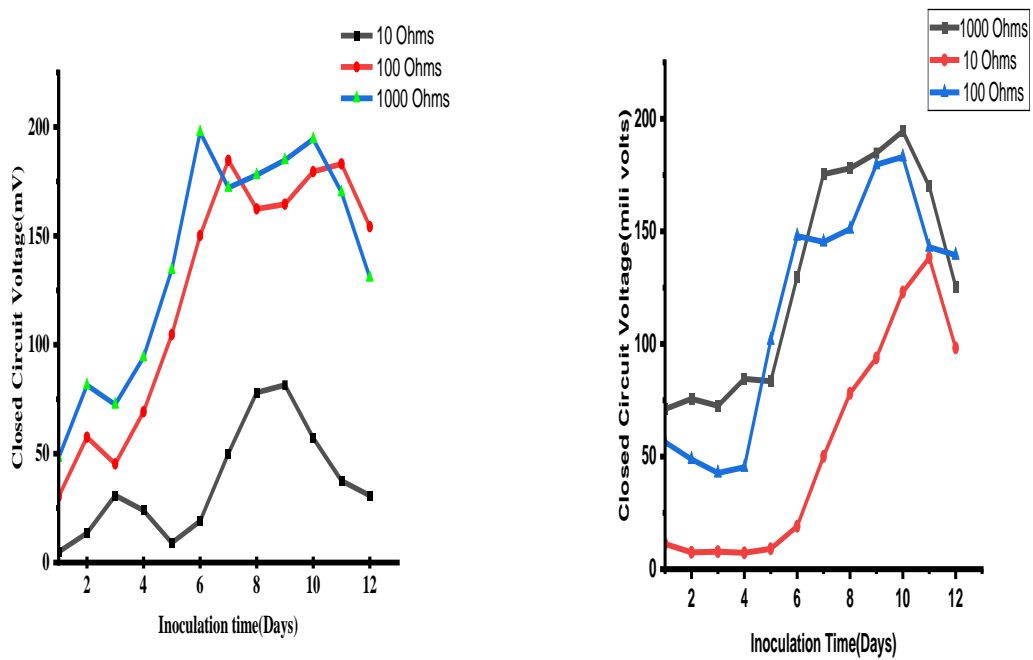 10 Ohms
100 Ohms
1000 Ohms
Closed Circuit Voltage(mV)
200
150
100
50
0
2 4 6 8 10 12
Inoculation time(Days)
1000 Ohms
10 Ohms
100 Ohms
Closed Circuit Voltage(mili volts)
200
150
100
50
0
2 4 6 8 10 12
Inoculation Time(Days)